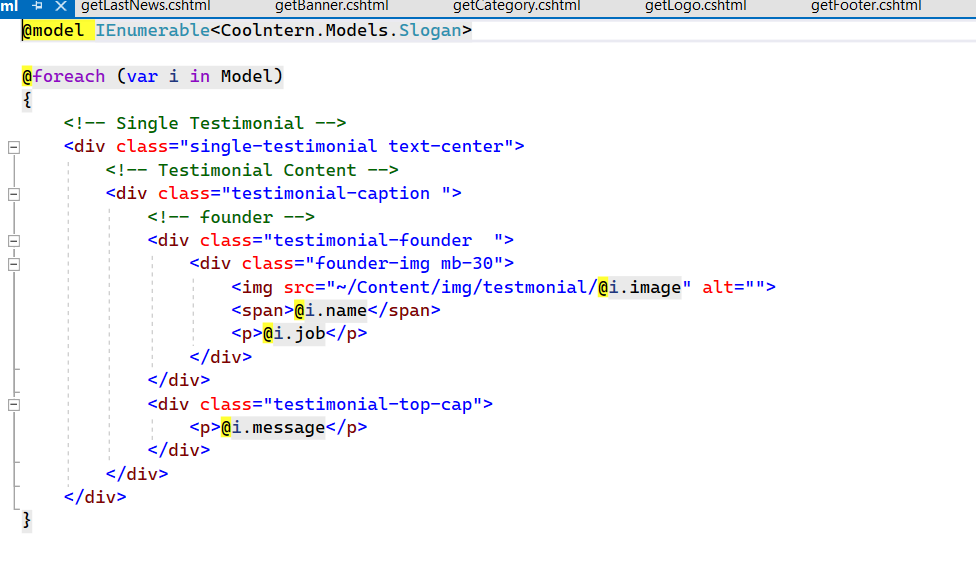 ml getLastNews.cshtml getBanner.cshtml getCategory.cshtml getLogo.cshtml getFooter.cshtml
@model IEnumerable<Coolntern.Models.Slogan>
@foreach (var i in Model)
{
<!-- Single Testimonial -->
<div class="single-testimonial text-center">
<!-- Testimonial Content -->
<div class="testimonial-caption ">
<!-- founder -->
<div class="testimonial-founder  ">
<div class="founder-img mb-30">
<img src="~/Content/img/testmonial/@i.image" alt="">
<span>@i.name</span>
<p>@i.job</p>
</div>
</div>
<div class="testimonial-top-cap">
<p>@i.message</p>
</div>
</div>
</div>
}